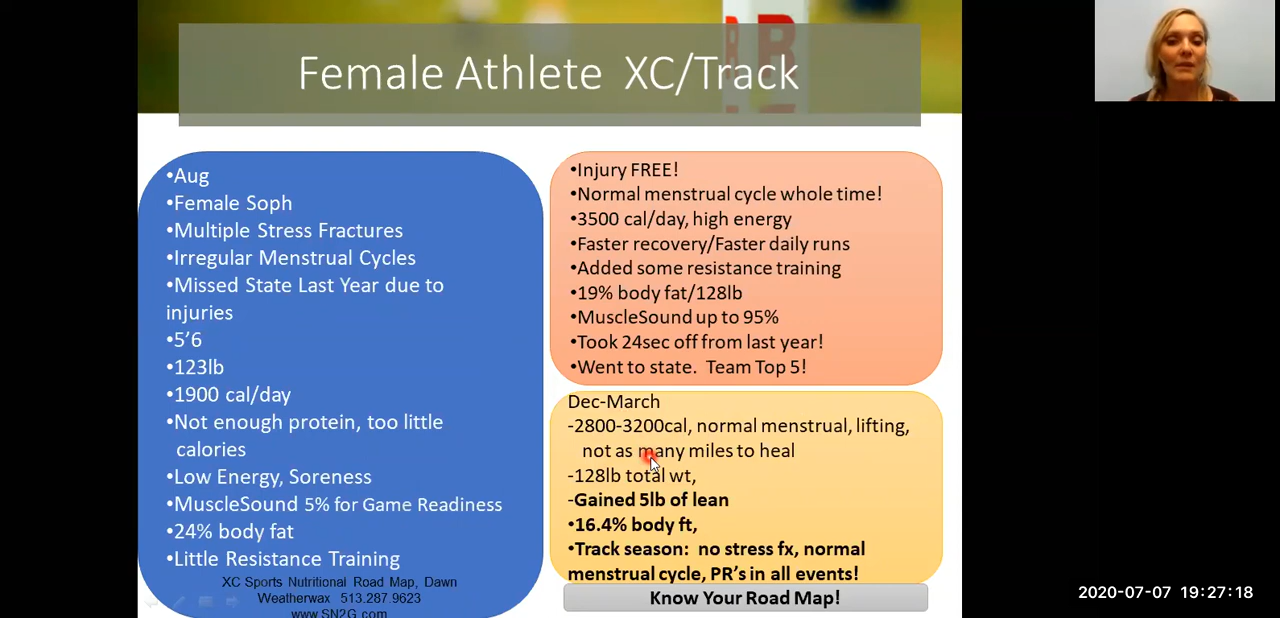 Female Athlete XC/Track
•Aug
•Female Soph
•Multiple Stress Fractures
•Irregular Menstrual Cycles
•Missed State Last Year due to
injuries
•5’6
•123lb
•1900 cal/day
•Not enough protein, too little
calories
•Low Energy, Soreness
•MuscleSound 5% for Game Readiness
•24% body fat
•Little Resistance Training
XC Sports Nutritional Road Map, Dawn
Weatherwax 513.287.9623
www.SN2G.com
•Injury FREE!
•Normal menstrual cycle whole time!
•3500 cal/day, high energy
•Faster recovery/Faster daily runs
•Added some resistance training
•19% body fat/128lb
•MuscleSound up to 95%
•Took 24sec off from last year!
•Went to state. Team Top 5!
Dec-March
-2800-3200cal, normal menstrual, lifting,
not as many miles to heal
-128lb total wt,
-Gained 5lb of lean
•16.4% body ft,
•Track season: no stress fx, normal
menstrual cycle, PR’s in all events!
Know Your Road Map!
2020-07-07 19:27:18